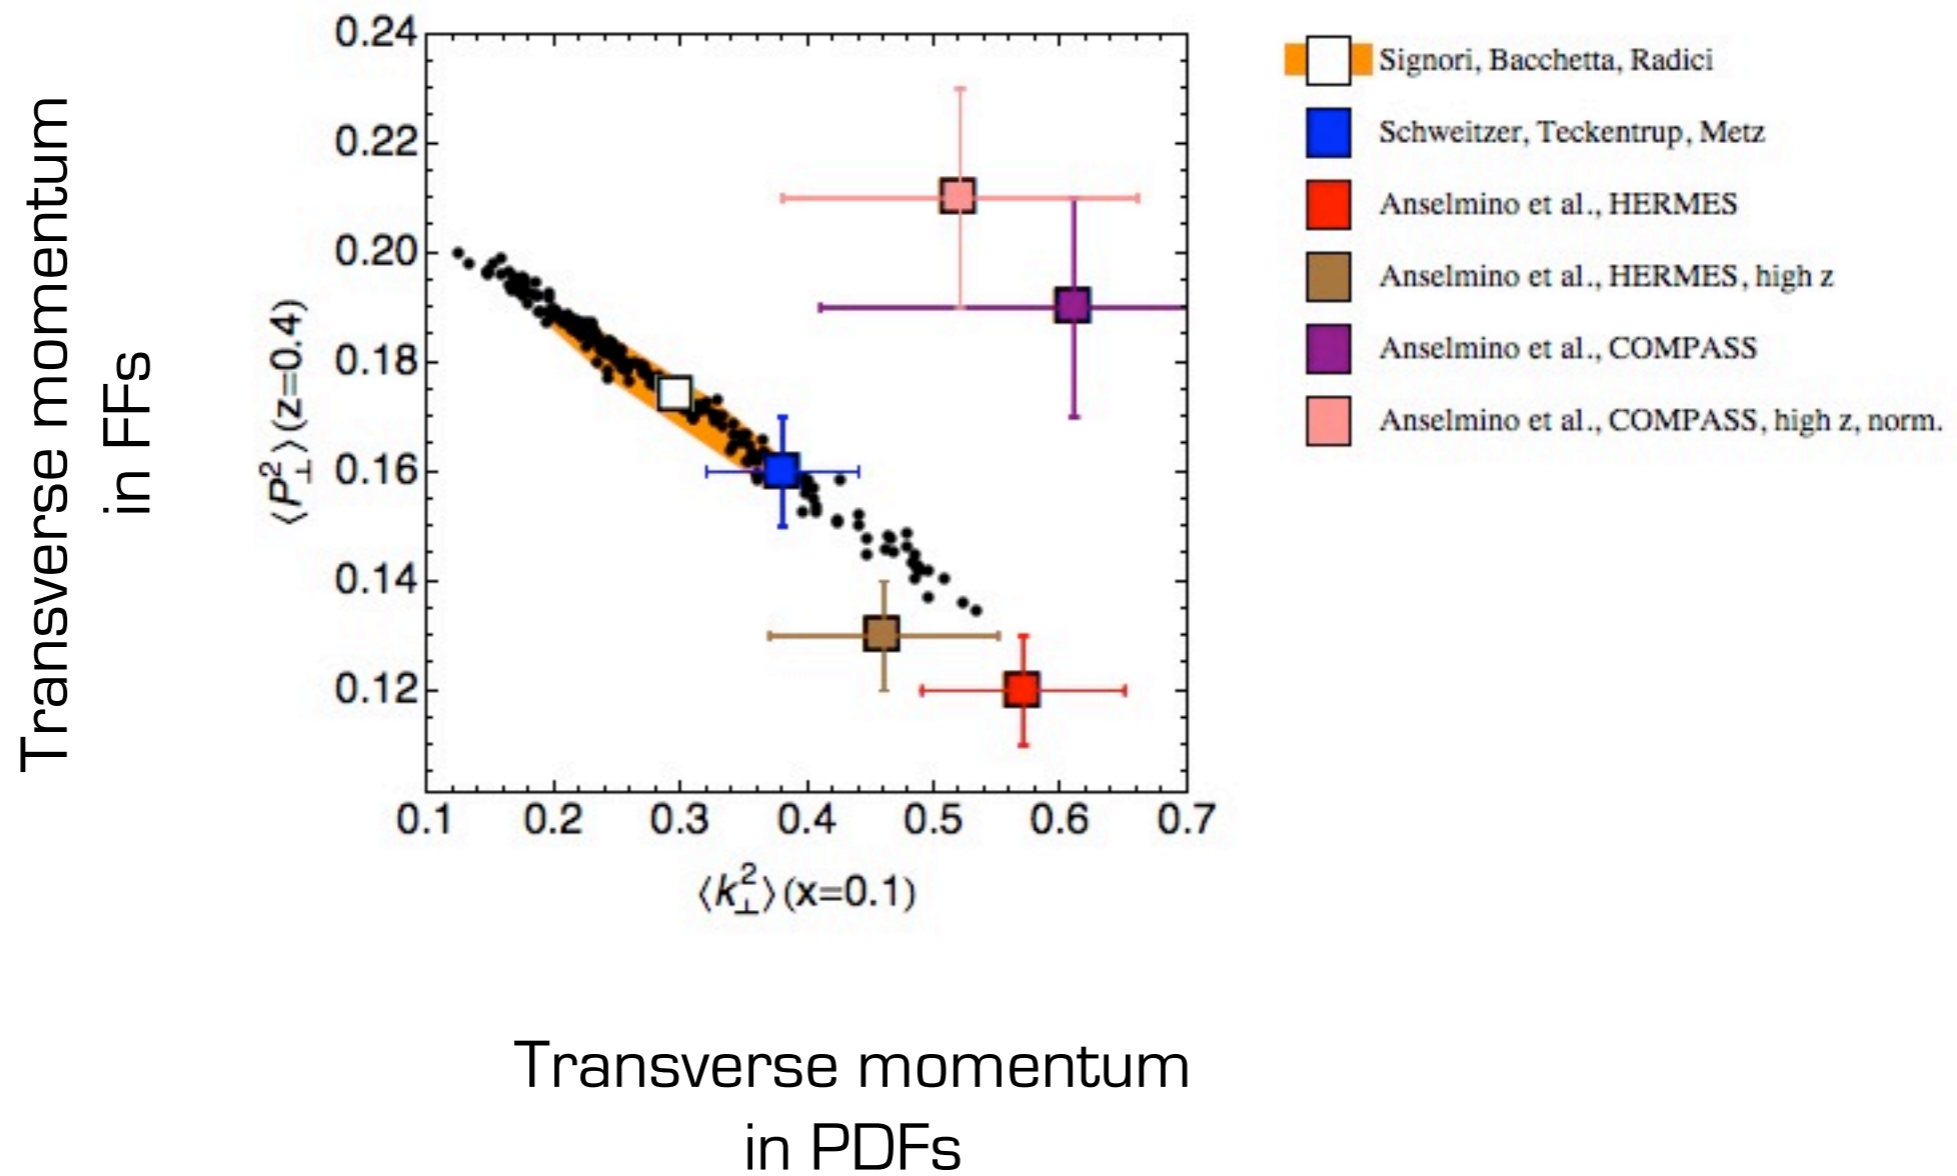 Transverse momentum
in FFs
⟨P⊥²⟩(z=0.4)
0.24
0.22
0.20
0.18
0.16
0.14
0.12
0.1 0.2 0.3 0.4 0.5 0.6 0.7
⟨k⊥²⟩(x=0.1)
Signori, Bacchetta, Radici
Schweitzer, Teckentrup, Metz
Anselmino et al., HERMES
Anselmino et al., HERMES, high z
Anselmino et al., COMPASS
Anselmino et al., COMPASS, high z, norm.
Transverse momentum
in PDFs